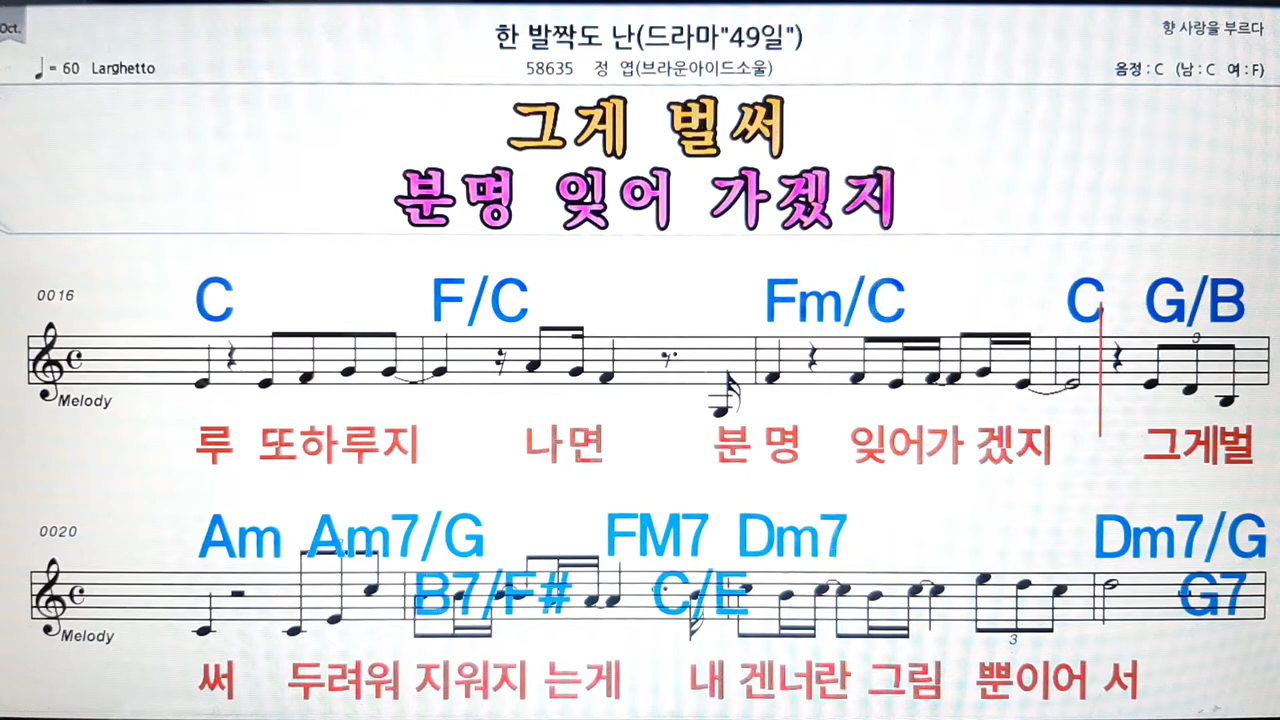 Oct.
한 발짝도 난(드라마"49일")
향 사랑을 부르다
♩= 60 Larghetto
58635 정 엽(브라운아이드소울)
음정 : C (남 : C 여 : F)
그게 벌써
분명 잊어 가겠지
0016
C F/C Fm/C C G/B
3
Melody
루 또하루지 나면 분 명 잊어가 겠지 그게벌
0020
Am Am7/G FM7 Dm7 Dm7/G
B7/F# C/E G7
3
Melody
써 두려워 지워지 는게 내 겐너란 그림 뿐이어 서